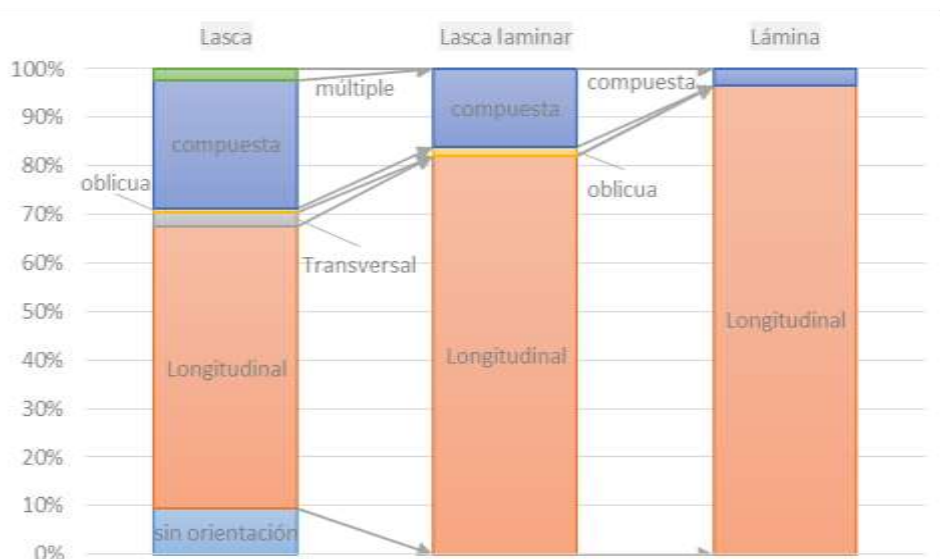 Lasca
Lasca laminar
Lámina
100%
90%
80%
70%
60%
50%
40%
30%
20%
10%
0%
múltiple
compuesta
oblicua
Transversal
Longitudinal
sin orientación
compuesta
compuesta
oblicua
Longitudinal
Longitudinal